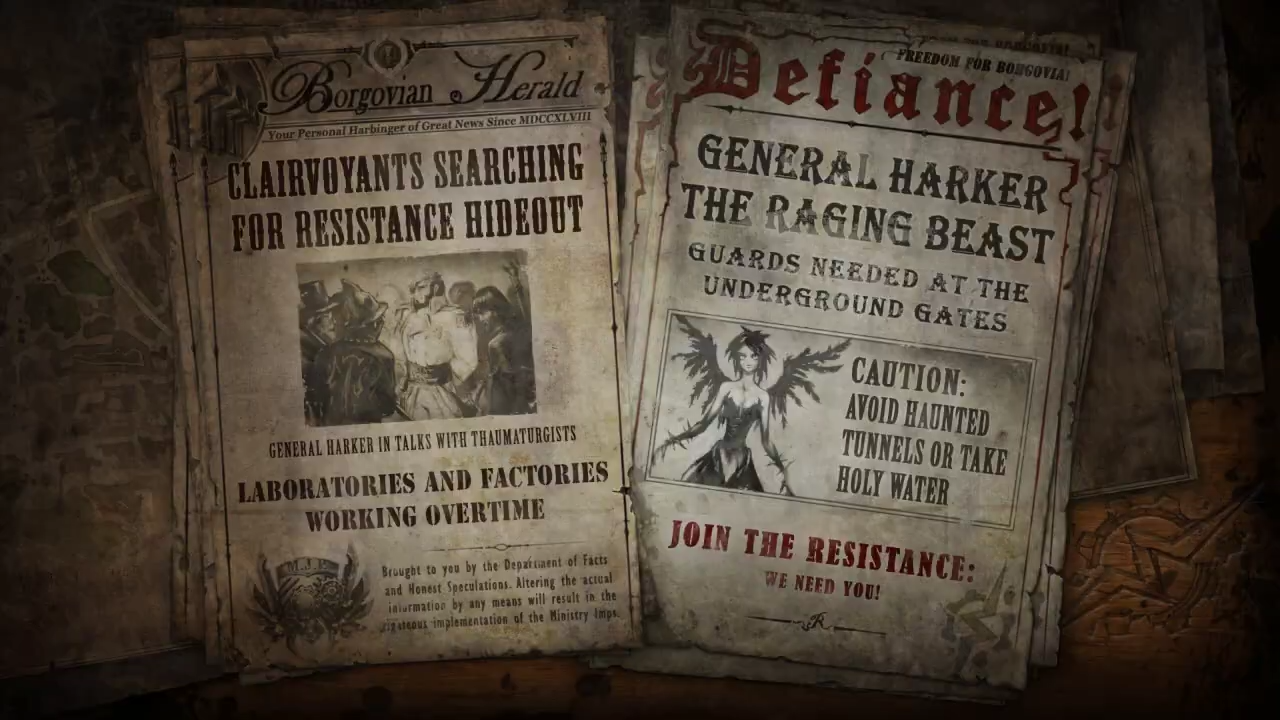 Borgovian Herald
Your Personal Harbinger of Great News Since MDCCXLVIII
CLAIRVOYANTS SEARCHING
FOR RESISTANCE HIDEOUT
GENERAL HARKER IN TALKS WITH THAUMATURGISTS
LABORATORIES AND FACTORIES
WORKING OVERTIME
M.J.F.
Brought to you by the Department of Facts
and Honest Speculations. Altering the actual
information by any means will result in the
rigateous implementation of the Ministry Imps.
FREEDOM FOR BORGOVIA!
Defiance!
GENERAL HARKER
THE RAGING BEAST
GUARDS NEEDED AT THE
UNDERGROUND GATES
CAUTION:
AVOID HAUNTED
TUNNELS OR TAKE
HOLY WATER
JOIN THE RESISTANCE:
WE NEED YOU!
R